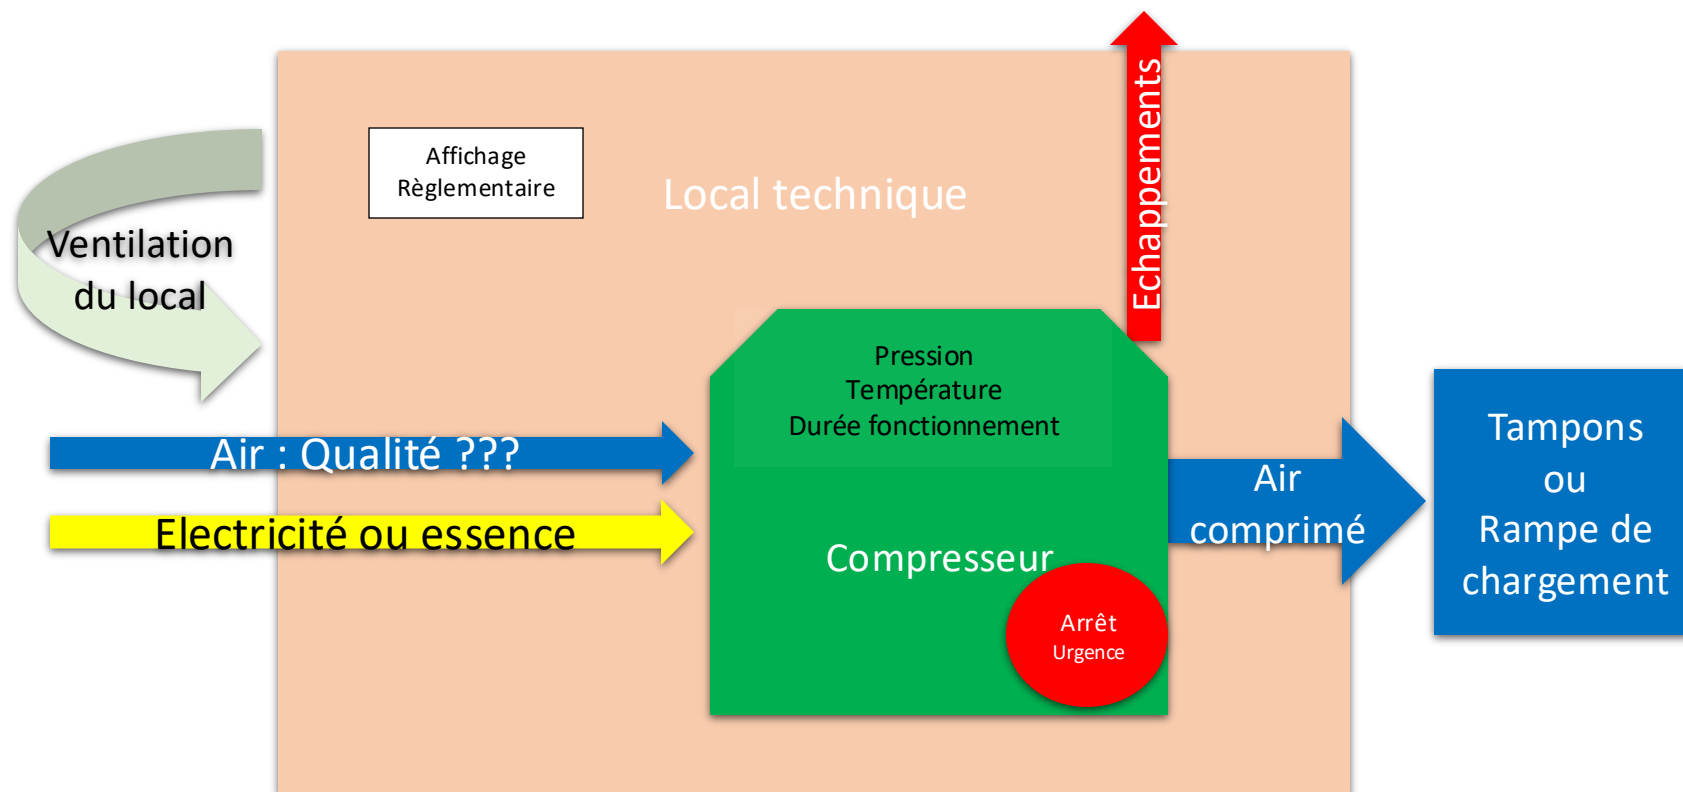 Affichage
Règlementaire
Local technique
Echappements
Ventilation
du local
Pression
Température
Durée fonctionnement
Air : Qualité ???
Electricité ou essence
Compresseur
Arrêt
Urgence
Air
comprimé
Tampons
ou
Rampe de
chargement